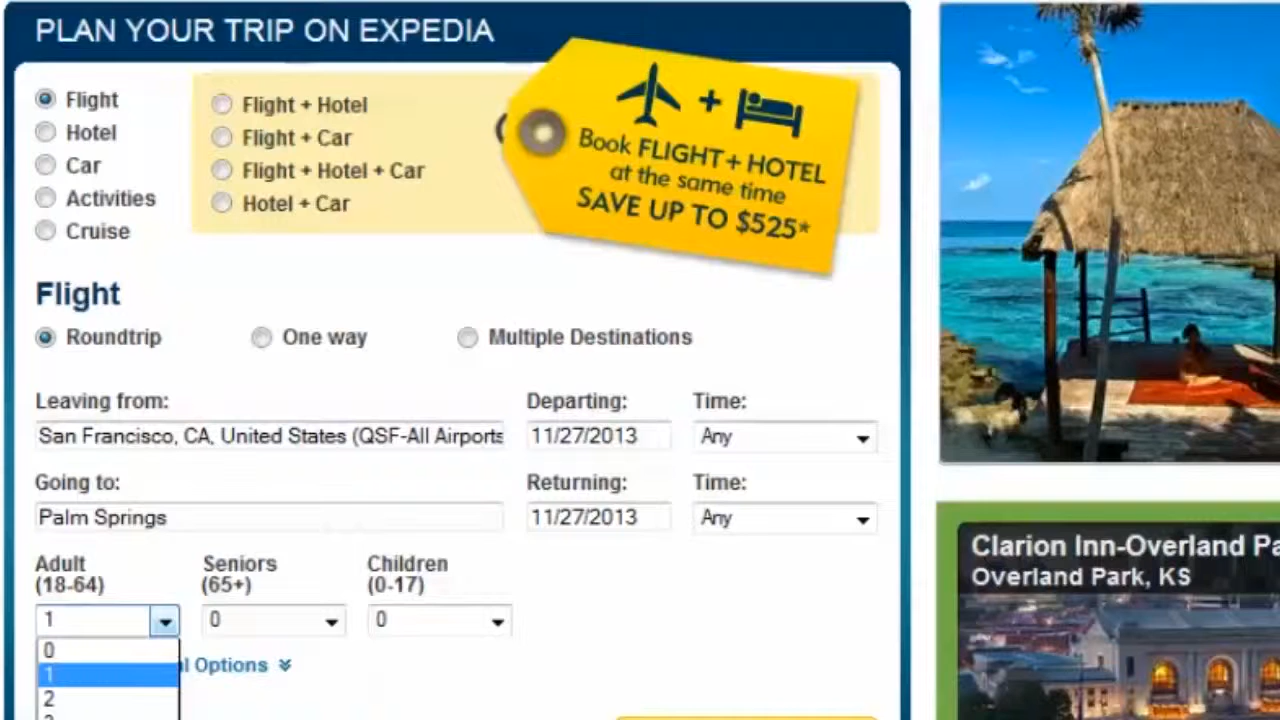 PLAN YOUR TRIP ON EXPEDIA
Flight
Hotel
Car
Activities
Cruise
Flight + Hotel
Flight + Car
Flight + Hotel + Car
Hotel + Car
Book FLIGHT + HOTEL
at the same time
SAVE UP TO $525*
Flight
Roundtrip One way Multiple Destinations
Leaving from: Departing: Time:
San Francisco, CA, United States (QSF-All Airports 11/27/2013 Any
Going to: Returning: Time:
Palm Springs 11/27/2013 Any
Adult Seniors Children
(18-64) (65+) (0-17)
1 0 0
0
1
2
Options
Clarion Inn-Overland
Overland Park, KS